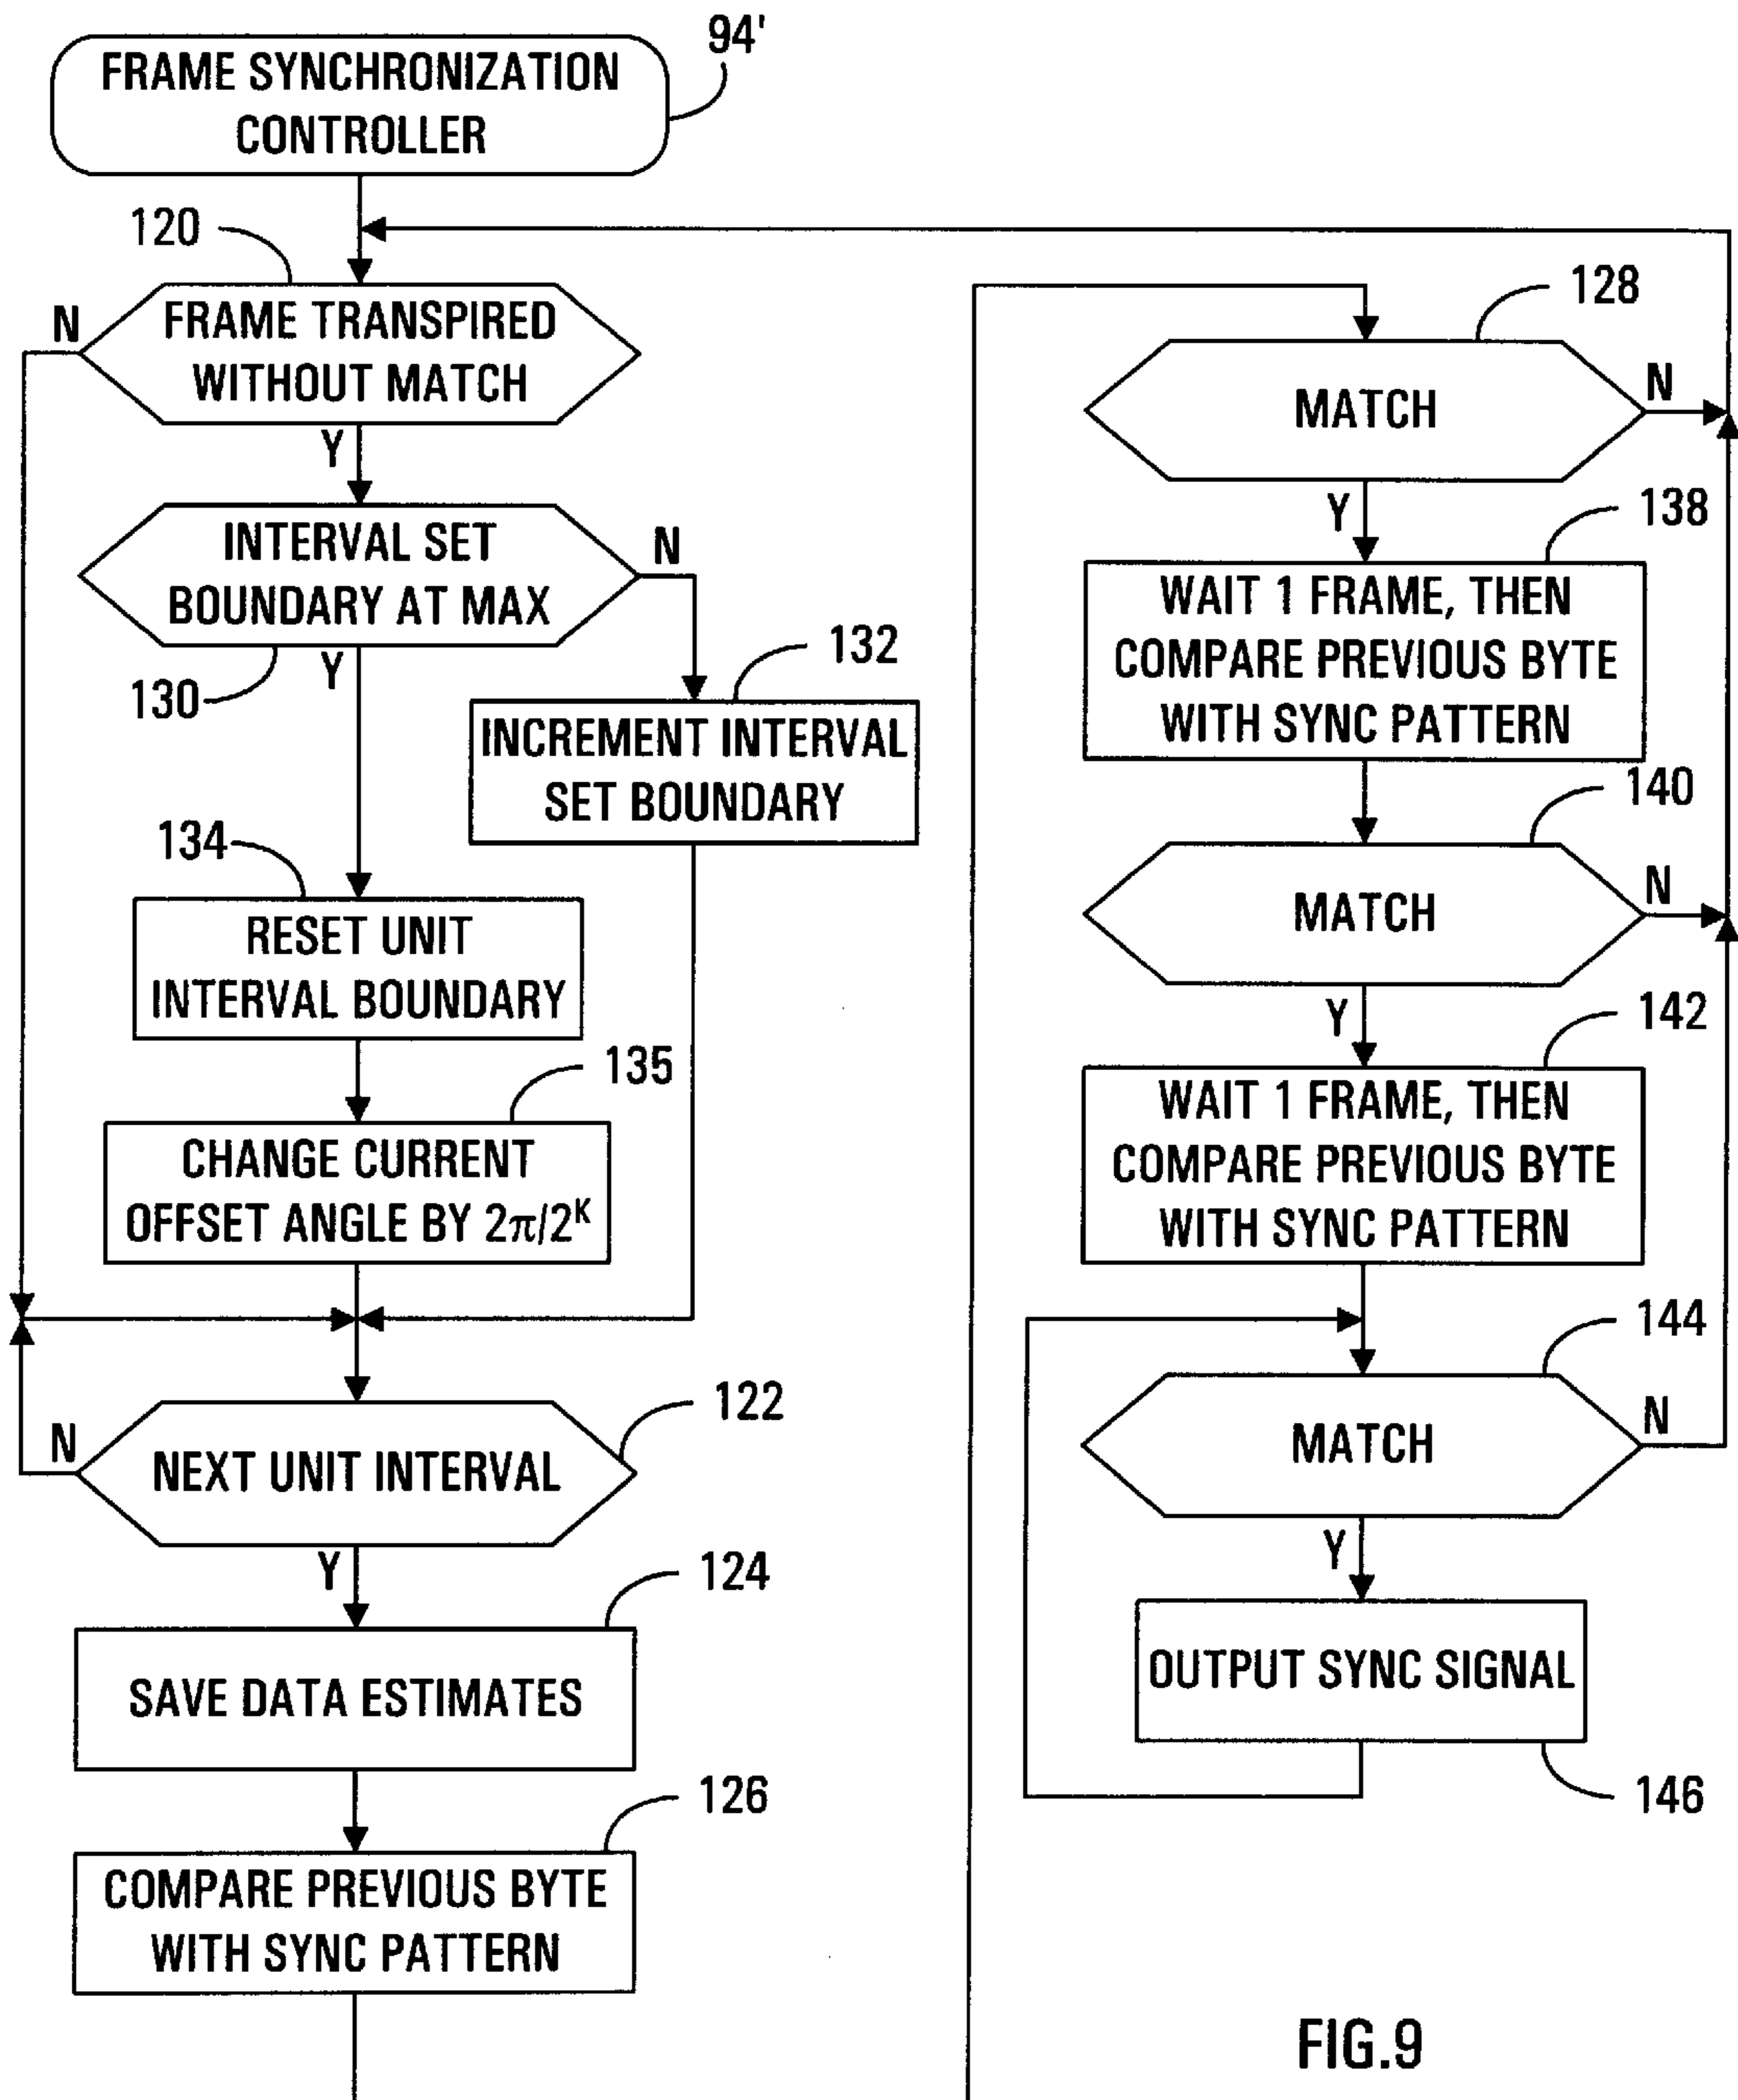 94'
FRAME SYNCHRONIZATION
CONTROLLER
120
N
FRAME TRANSPIRED
WITHOUT MATCH
Y
INTERVAL SET
BOUNDARY AT MAX
N
130
Y
132
INCREMENT INTERVAL
SET BOUNDARY
134
RESET UNIT
INTERVAL BOUNDARY
135
CHANGE CURRENT
OFFSET ANGLE BY 2π/2ᴷ
122
N
NEXT UNIT INTERVAL
Y
124
SAVE DATA ESTIMATES
126
COMPARE PREVIOUS BYTE
WITH SYNC PATTERN
128
MATCH
N
Y
138
WAIT 1 FRAME, THEN
COMPARE PREVIOUS BYTE
WITH SYNC PATTERN
140
MATCH
N
Y
142
WAIT 1 FRAME, THEN
COMPARE PREVIOUS BYTE
WITH SYNC PATTERN
144
MATCH
N
Y
OUTPUT SYNC SIGNAL
146
FIG.9